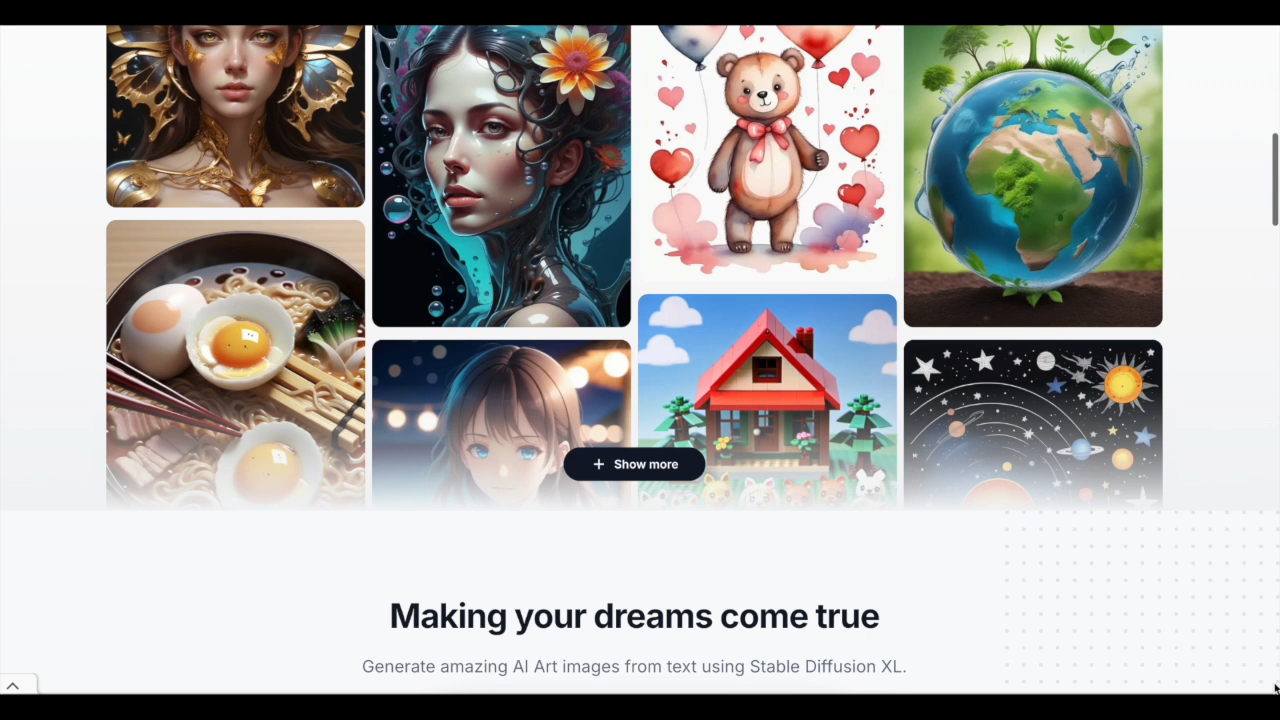 Show more
Making your dreams come true
Generate amazing AI Art images from text using Stable Diffusion XL.